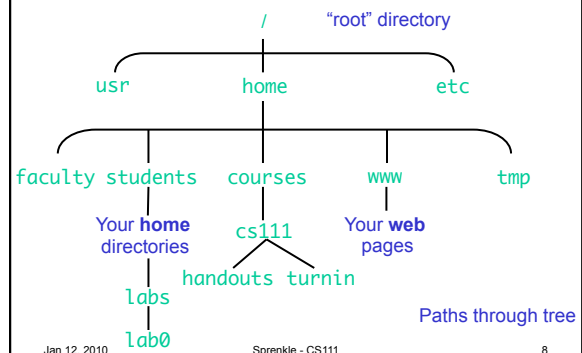 / “root” directory
usr home etc
faculty students courses www tmp
Your home
directories
cs111
Your web
pages
handouts turnin
labs
Paths through tree
lab0
Jan 12, 2010 Sprenkle - CS111 8